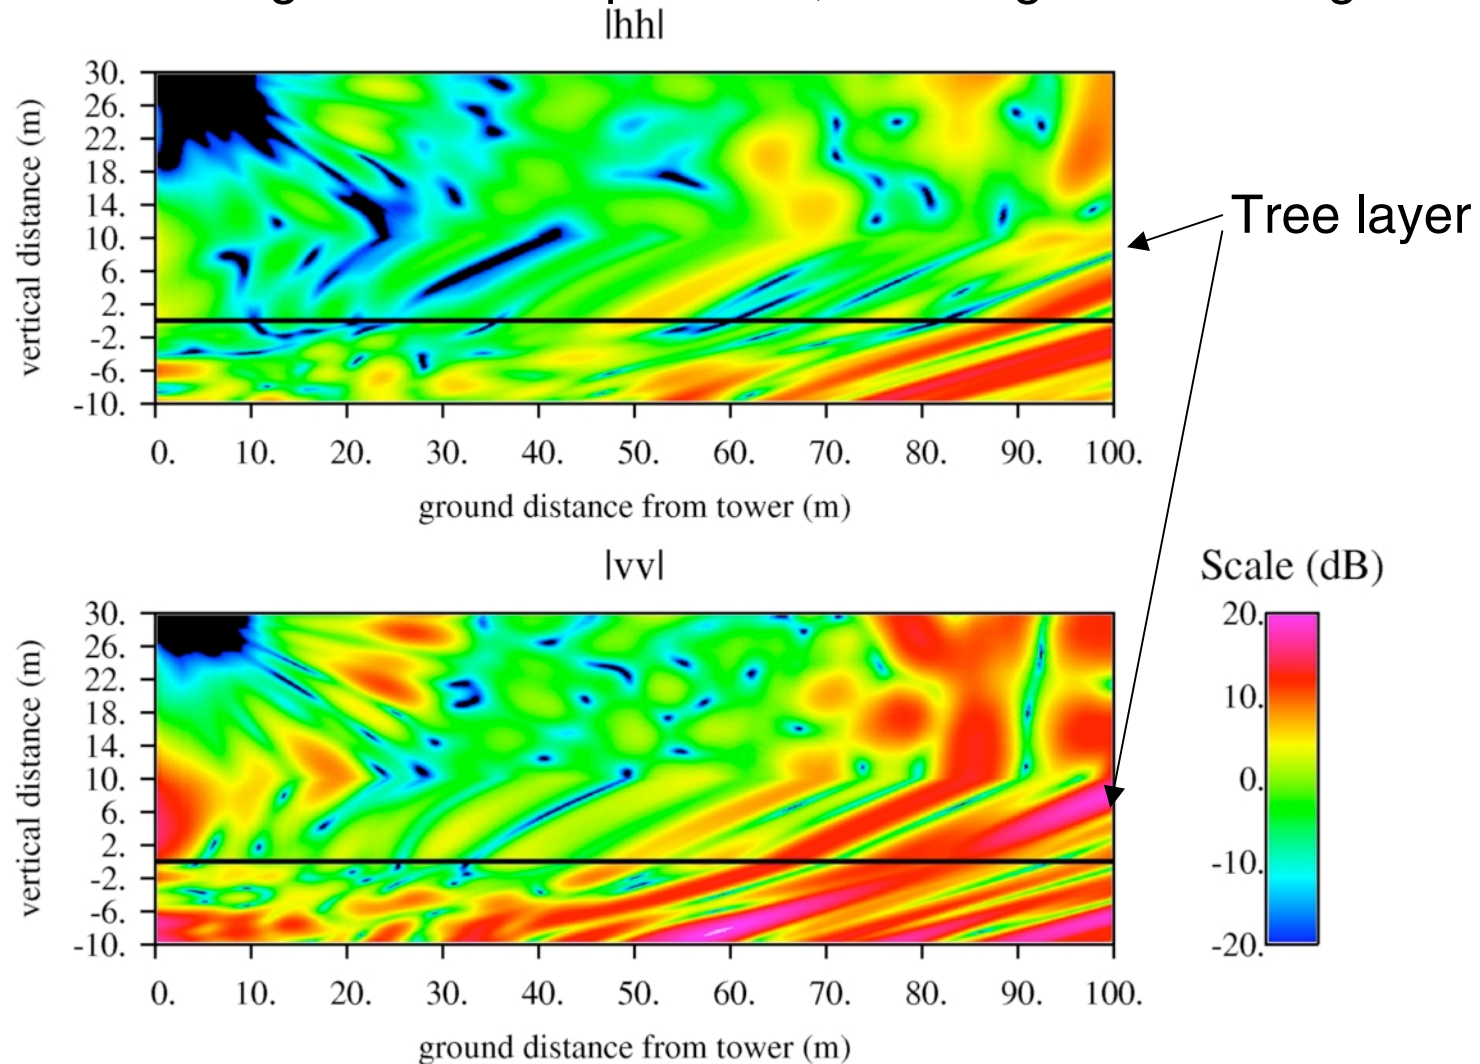 |hh|
30.
26.
22.
18.
14.
10.
6.
2.
-2.
-6.
-10.
vertical distance (m)
0. 10. 20. 30. 40. 50. 60. 70. 80. 90. 100.
ground distance from tower (m)
Tree layer
|vv|
30.
26.
22.
18.
14.
10.
6.
2.
-2.
-6.
-10.
vertical distance (m)
0. 10. 20. 30. 40. 50. 60. 70. 80. 90. 100.
ground distance from tower (m)
Scale (dB)
20.
10.
0.
-10.
-20.